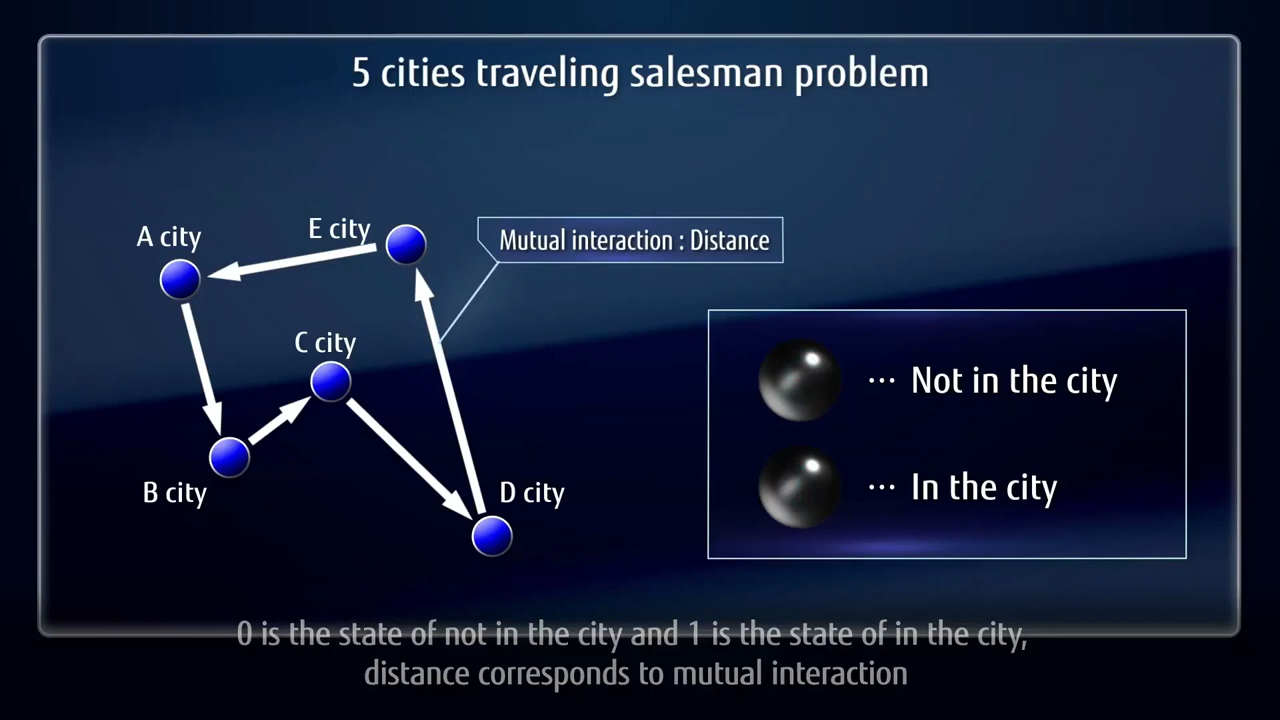 5 cities traveling salesman problem
A city
E city
Mutual interaction : Distance
C city
B city
D city
··· Not in the city
··· In the city
0 is the state of not in the city and 1 is the state of in the city,
distance corresponds to mutual interaction